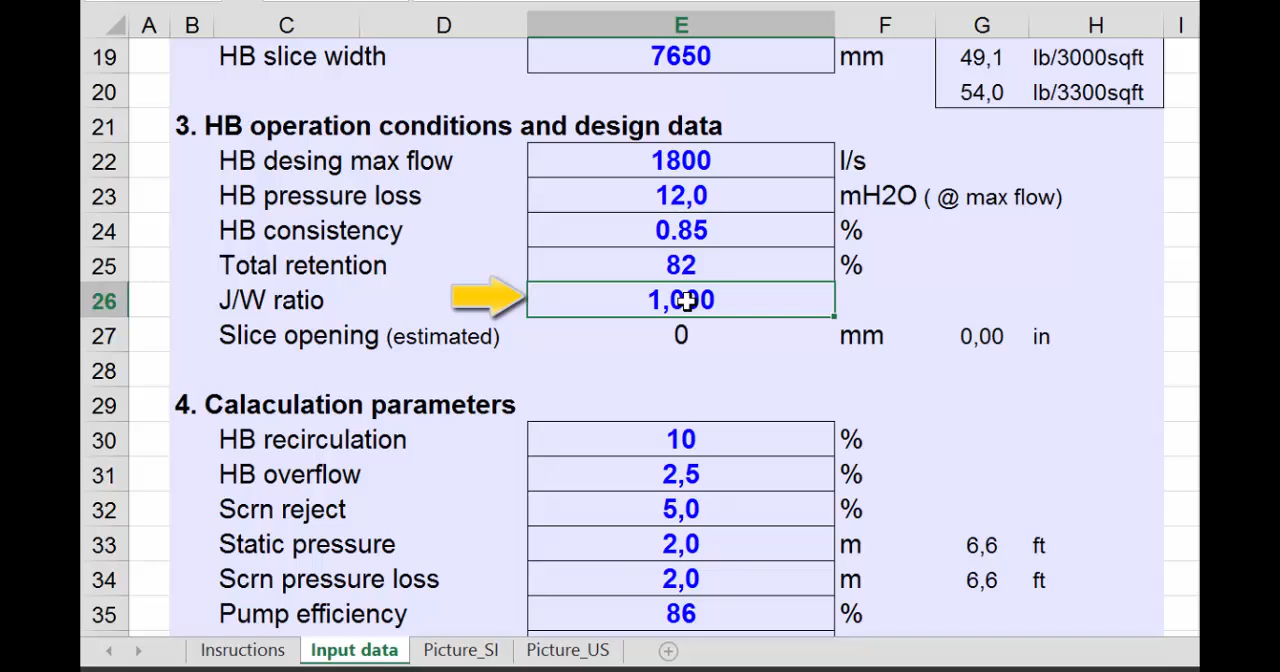 A B C D E F G H I
19 HB slice width 7650 mm 49,1 lb/3000sqft
20 54,0 lb/3300sqft
21 3. HB operation conditions and design data
22 HB desing max flow 1800 l/s
23 HB pressure loss 12,0 mH2O ( @ max flow)
24 HB consistency 0.85 %
25 Total retention 82 %
26 J/W ratio 1,000
27 Slice opening (estimated) 0 mm 0,00 in
28
29 4. Calaculation parameters
30 HB recirculation 10 %
31 HB overflow 2,5 %
32 Scrn reject 5,0 %
33 Static pressure 2,0 m 6,6 ft
34 Scrn pressure loss 2,0 m 6,6 ft
35 Pump efficiency 86 %
Insructions Input data Picture_SI Picture_US